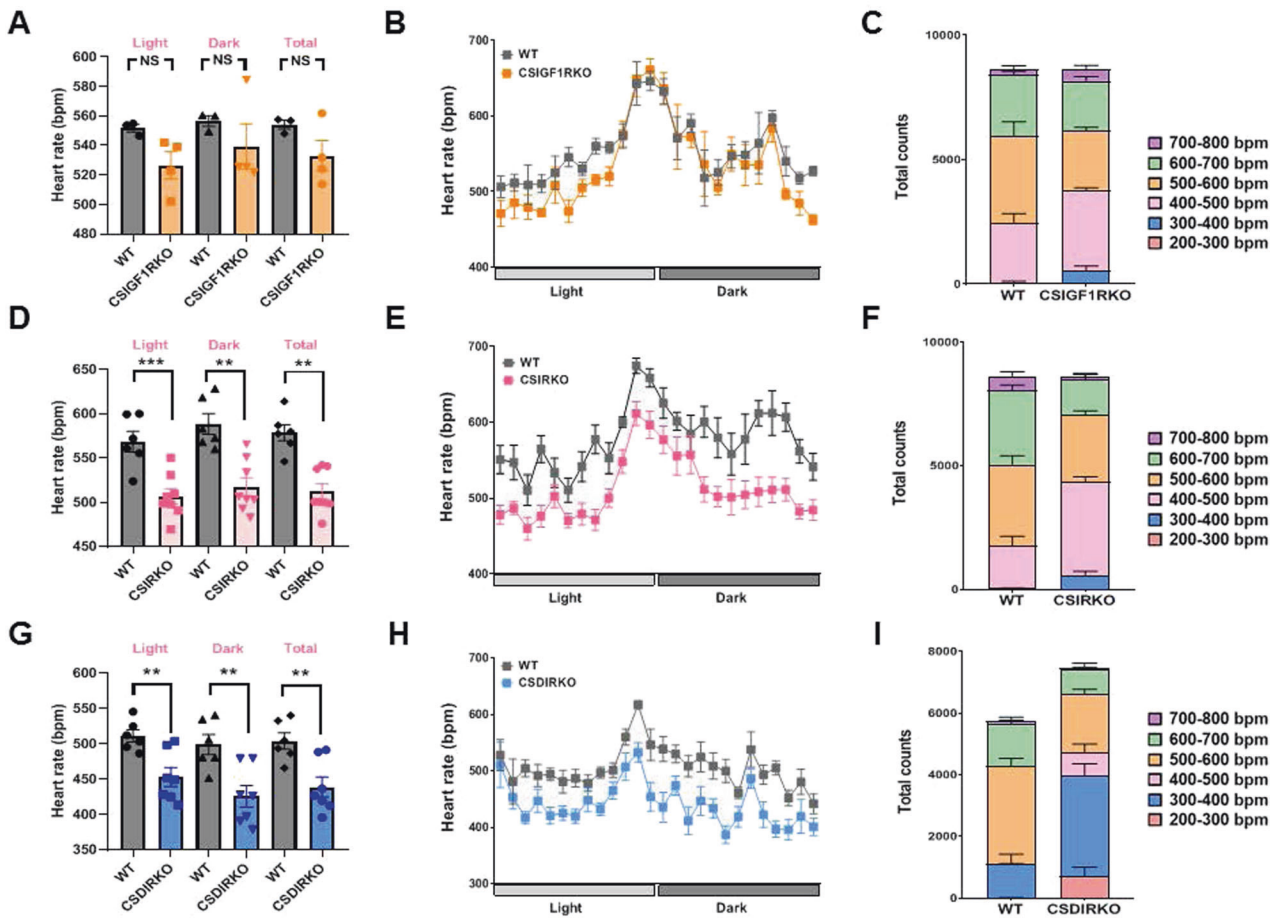 A
Light Dark Total
NS NS NS
600
580
560
540
520
500
480
Heart rate (bpm)
WT CSIGF1RKO WT CSIGF1RKO WT CSIGF1RKO
B
WT
CSIGF1RKO
700
600
500
400
Heart rate (bpm)
Light Dark
C
10000
5000
0
Total counts
WT CSIGF1RKO
700-800 bpm
600-700 bpm
500-600 bpm
400-500 bpm
300-400 bpm
200-300 bpm
D
Light Dark Total
*** ** **
650
600
550
500
450
Heart rate (bpm)
WT CSIRKO WT CSIRKO WT CSIRKO
E
WT
CSIRKO
700
600
500
400
Heart rate (bpm)
Light Dark
F
10000
5000
0
Total counts
WT CSIRKO
700-800 bpm
600-700 bpm
500-600 bpm
400-500 bpm
300-400 bpm
200-300 bpm
G
Light Dark Total
** ** **
600
550
500
450
400
350
Heart rate (bpm)
WT CSDIRKO WT CSDIRKO WT CSDIRKO
H
WT
CSDIRKO
700
600
500
400
300
Heart rate (bpm)
Light Dark
I
8000
6000
4000
2000
0
Total counts
WT CSDIRKO
700-800 bpm
600-700 bpm
500-600 bpm
400-500 bpm
300-400 bpm
200-300 bpm